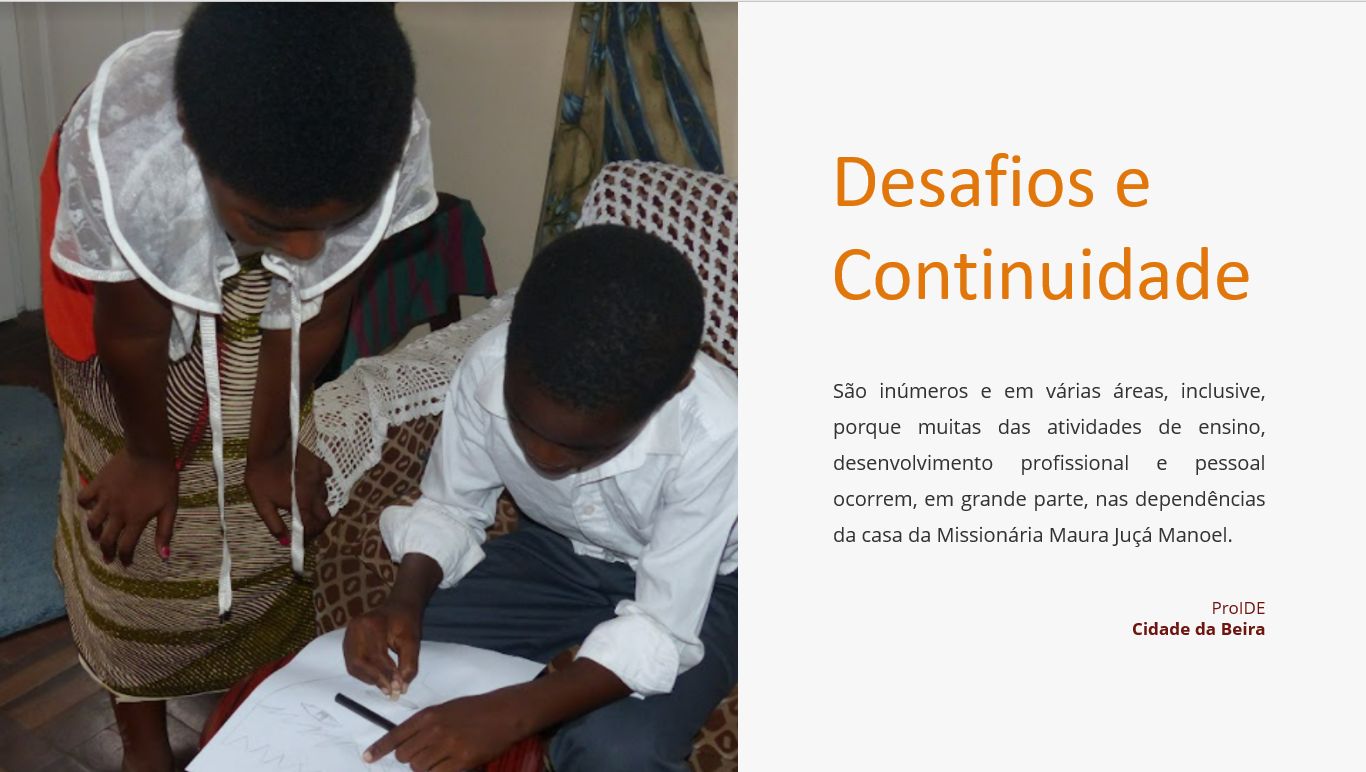 Desafios e
Continuidade
São inúmeros e em várias áreas, inclusive,
porque muitas das atividades de ensino,
desenvolvimento profissional e pessoal
ocorrem, em grande parte, nas dependências
da casa da Missionária Maura Juçá Manoel.
ProIDE
Cidade da Beira